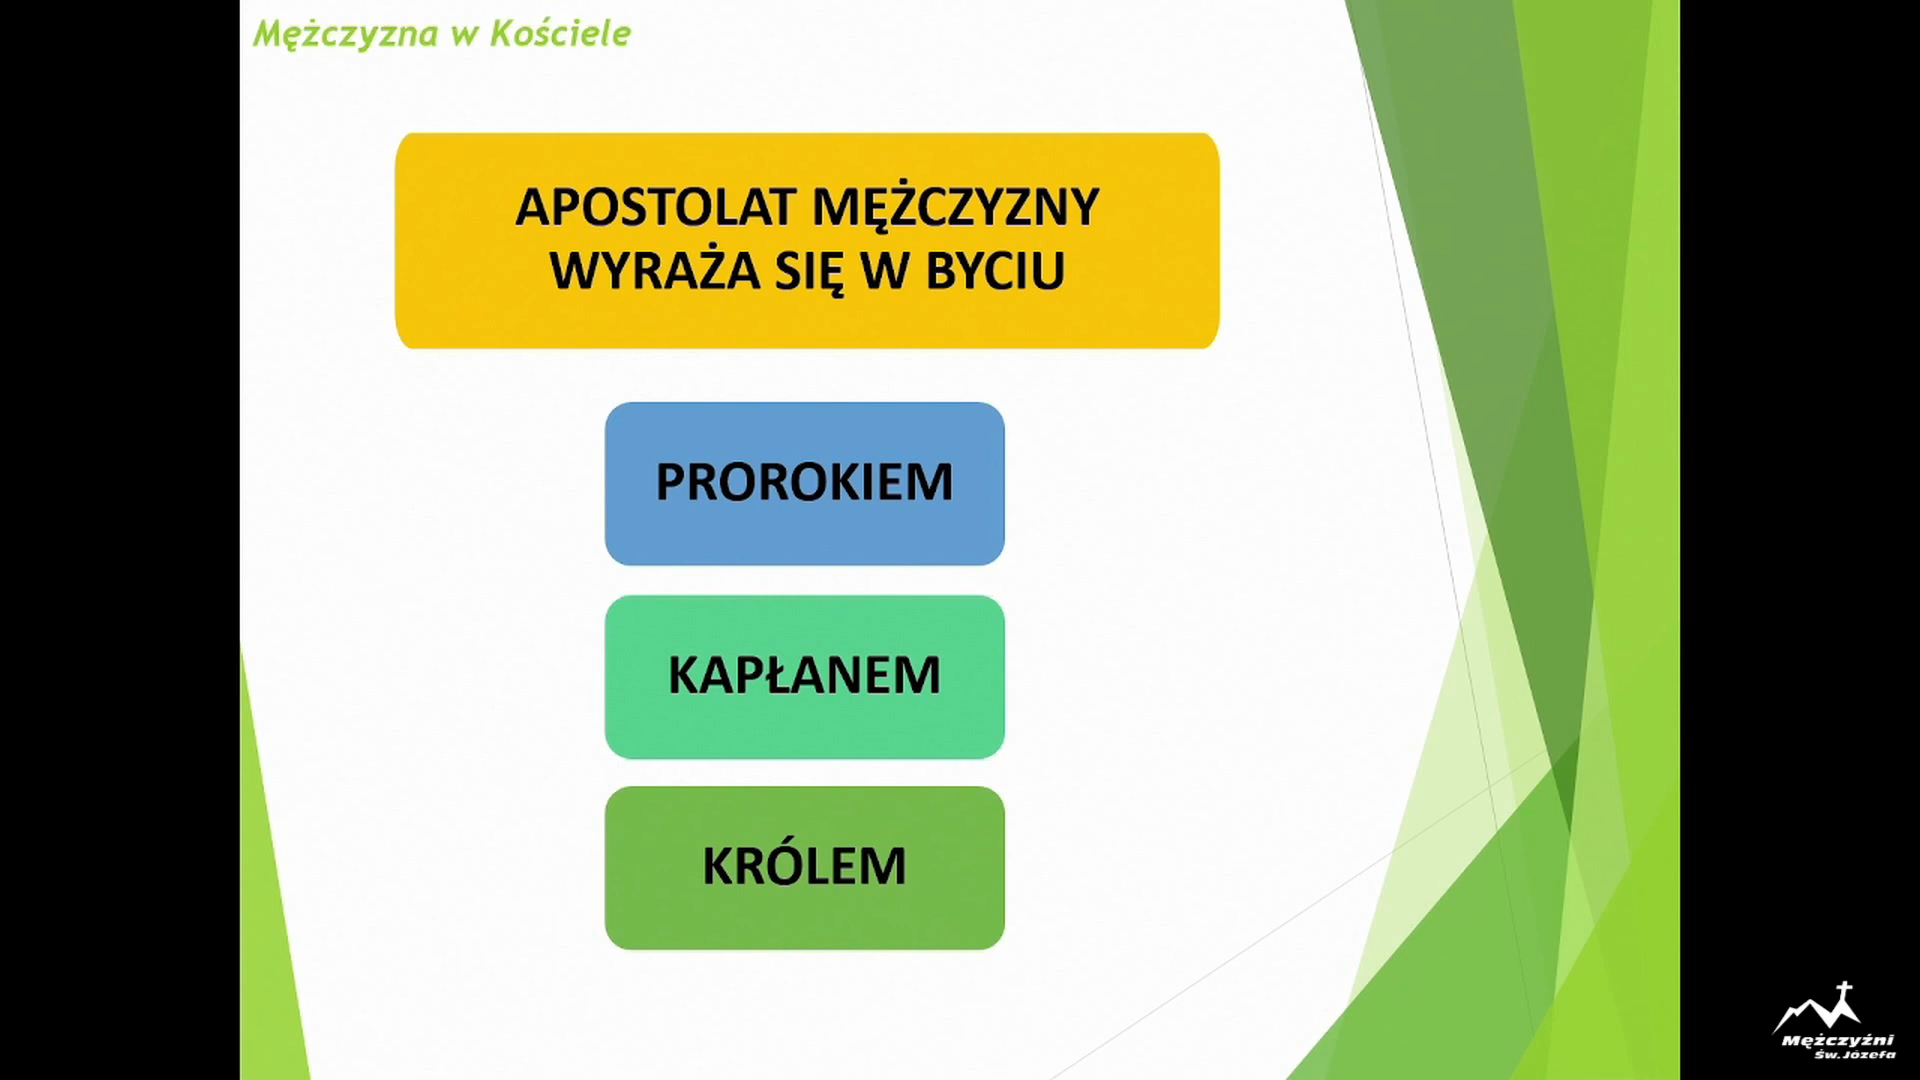 Mężczyzna w Kościele
APOSTOLAT MĘŻCZYZNY
WYRAŻA SIĘ W BYCIU
PROROKIEM
KAPŁANEM
KRÓLEM
Mężczyźni
Św. Józefa